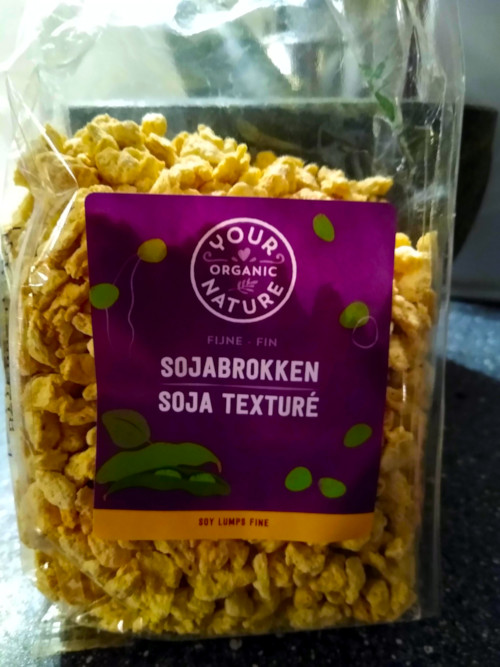 YOUR
ORGANIC
NATURE
FIJNE - FIN
SOJABROKKEN
SOJA TEXTURÉ
SOY LUMPS FINE